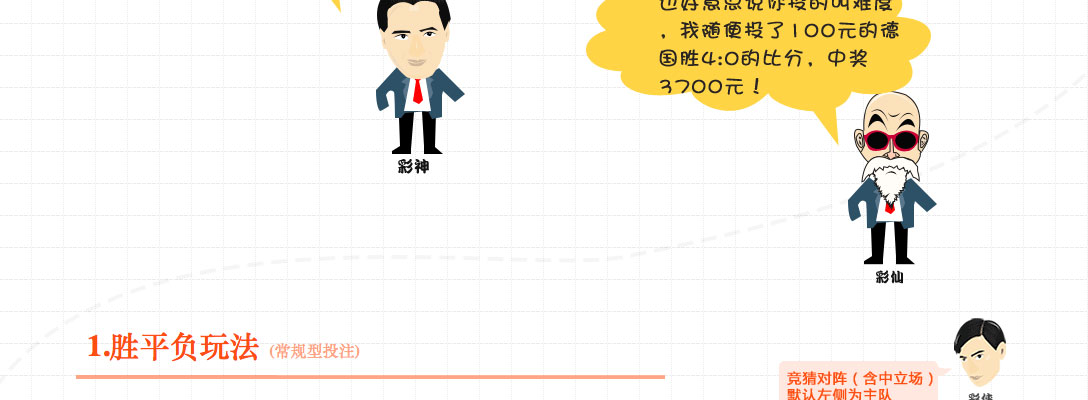 也好意思说你投的叫难度
，我随便投了100元的德
国胜4:0的比分，中奖
3700元！
彩神
彩仙
1.胜平负玩法 (常规型投注)
竞猜对阵（含中立场）
默认左侧为主队
彩侠